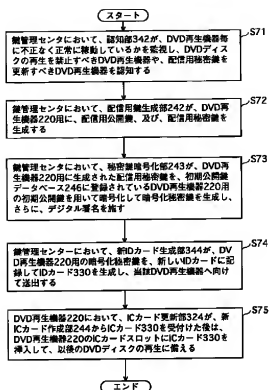 スタート
S71
鍵管理センタにおいて、認知部342が、DVD再生機器毎
に不正なく正常に稼動しているかを監視し、DVDディス
クの再生を禁止すべきDVD再生機器や、配信用秘密鍵を
更新すべきDVD再生機器を認知する
S72
鍵管理センタにおいて、配信用鍵生成部242が、DVD再
生機器220用に、配信用公開鍵、及び、配信用秘密鍵を
生成する
S73
鍵管理センタにおいて、秘密鍵暗号化部243が、DVD再
生機器220用に生成された配信用秘密鍵を、初期公開鍵
データベース246に登録されているDVD再生機器220用
の初期公開鍵を用いて暗号化して暗号化秘密鍵を生成し、
さらに、デジタル署名を施す
S74
鍵管理センターにおいて、新IDカード生成部344が、DV
D再生機器220用の暗号化秘密鍵を、新しいIDカードに記
録してIDカード330を生成し、当該DVD再生機器へ向け
て送出する
S75
DVD再生機器220において、ICカード更新部324が、新
ICカード作成部244からICカード330を受付けた後は、
DVD再生機器220のICカードスロットにICカード330を
挿入して、以後のDVDディスクの再生に備える
エンド